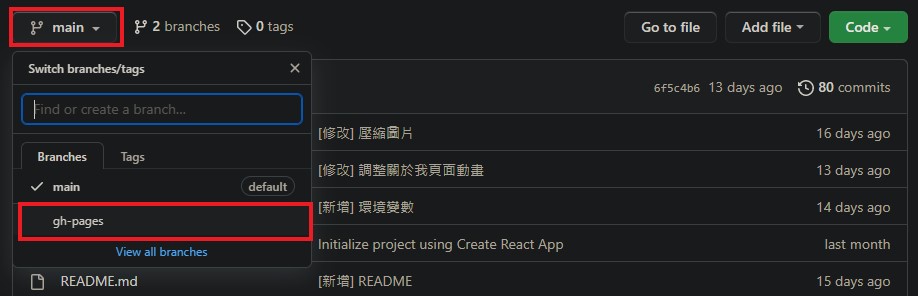 main
2 branches
0 tags
Go to file
Add file
Code
Switch branches/tags
Find or create a branch...
Branches
Tags
main
default
gh-pages
View all branches
6f5c4b6 13 days ago 80 commits
[修改] 壓縮圖片 16 days ago
[修改] 調整關於我頁面動畫 13 days ago
[新增] 環境變數 14 days ago
Initialize project using Create React App last month
README.md [新增] README 15 days ago